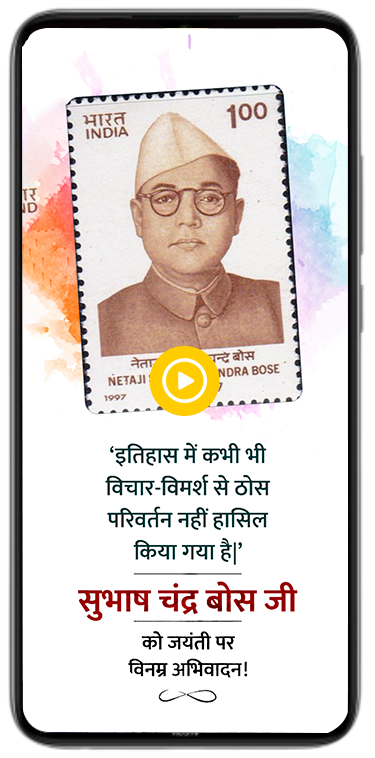 भारत 1.00
INDIA
नेता चन्द्र बोस
NETAJI NDRA BOSE
1997
‘इतिहास में कभी भी
विचार-विमर्श से ठोस
परिवर्तन नहीं हासिल
किया गया है|’
सुभाष चंद्र बोस जी
को जयंती पर
विनम्र अभिवादन!